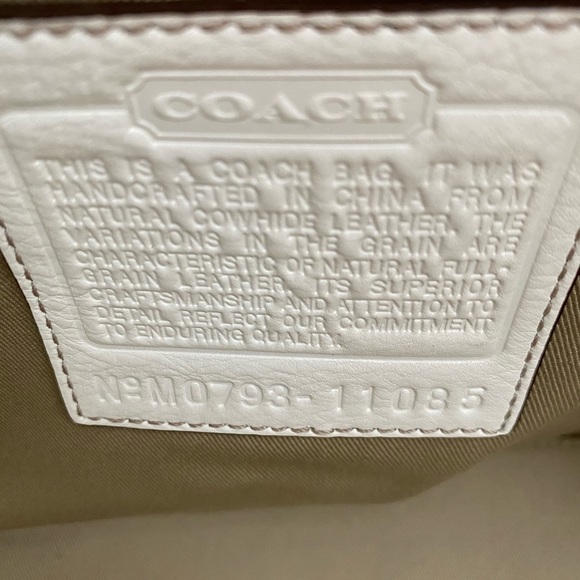 COACH
THIS IS A COACH BAG. IT WAS
HANDCRAFTED IN CHINA FROM
NATURAL COWHIDE LEATHER. THE
VARIATIONS IN THE GRAIN ARE
CHARACTERISTIC OF NATURAL FULL-
GRAIN LEATHER. ITS SUPERIOR
CRAFTSMANSHIP AND ATTENTION TO
DETAIL REFLECT OUR COMMITMENT
TO ENDURING QUALITY.
Nº M0793-11085